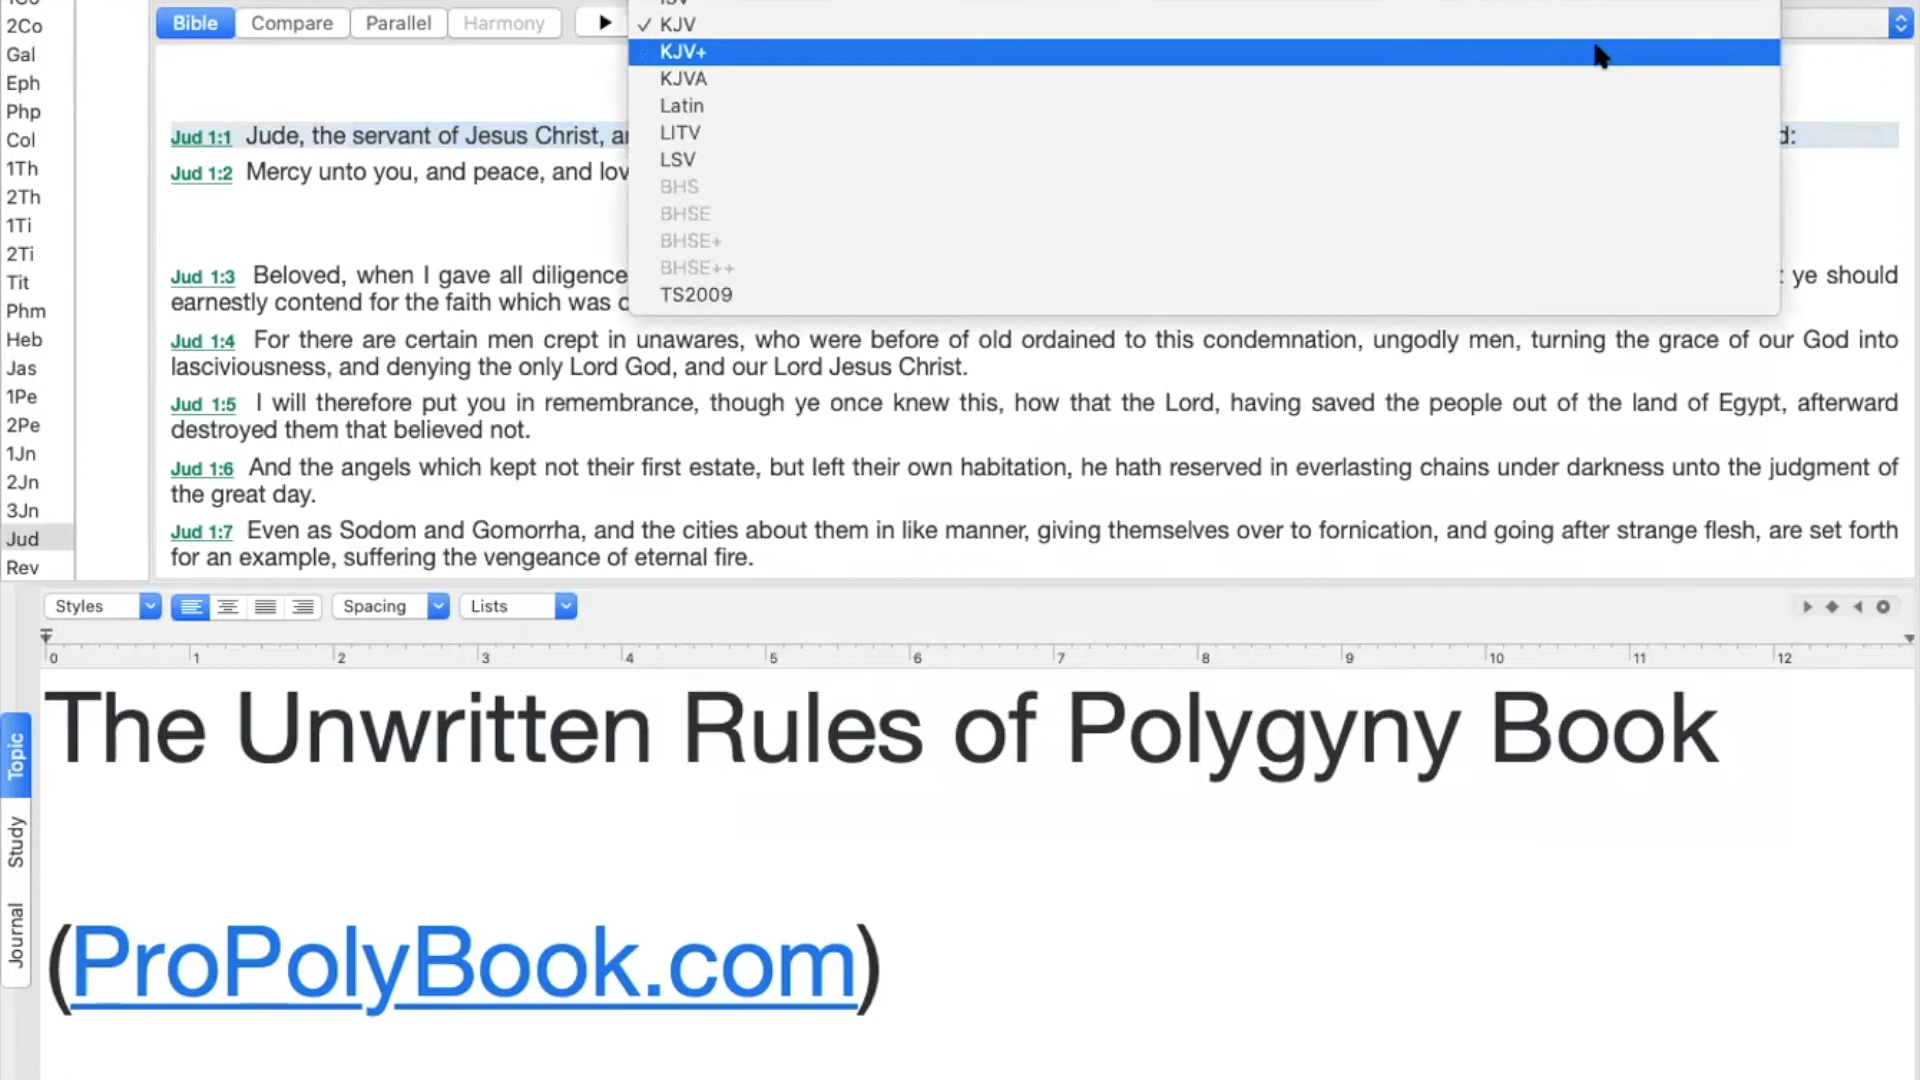 2Co
Gal
Eph
Php
Col
1Th
2Th
1Ti
2Ti
Tit
Phm
Heb
Jas
1Pe
2Pe
1Jn
2Jn
3Jn
Jud
Rev
Bible Compare Parallel Harmony
KJV
KJV+
KJVA
Latin
LITV
LSV
BHS
BHSE
BHSE+
BHSE++
TS2009
Jud 1:1 Jude, the servant of Jesus Christ, d:
Jud 1:2 Mercy unto you, and peace, and
Jud 1:3 Beloved, when I gave all diligence ye should
earnestly contend for the faith which was
Jud 1:4 For there are certain men crept in unawares, who were before of old ordained to this condemnation, ungodly men, turning the grace of our God into
lasciviousness, and denying the only Lord God, and our Lord Jesus Christ.
Jud 1:5 I will therefore put you in remembrance, though ye once knew this, how that the Lord, having saved the people out of the land of Egypt, afterward
destroyed them that believed not.
Jud 1:6 And the angels which kept not their first estate, but left their own habitation, he hath reserved in everlasting chains under darkness unto the judgment of
the great day.
Jud 1:7 Even as Sodom and Gomorrha, and the cities about them in like manner, giving themselves over to fornication, and going after strange flesh, are set forth
for an example, suffering the vengeance of eternal fire.
Styles Spacing Lists
0 1 2 3 4 5 6 7 8 9 10 11 12
Topic
Study
Journal
The Unwritten Rules of Polygyny Book
(ProPolyBook.com)